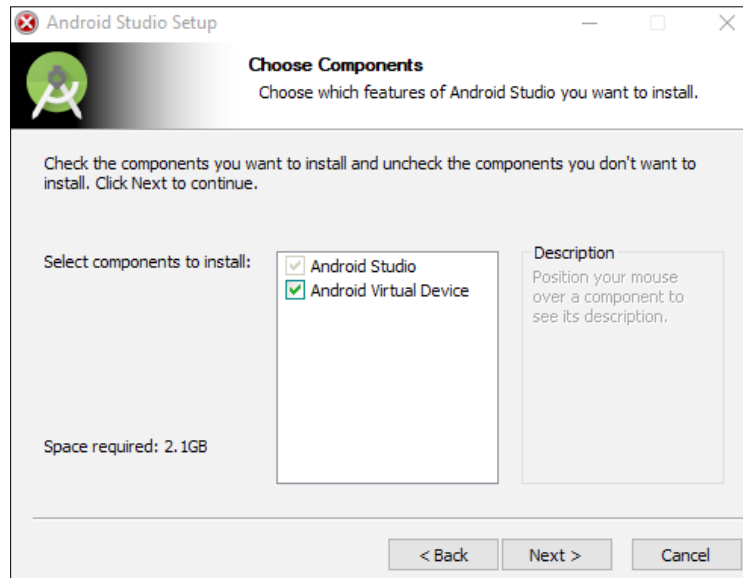 Android Studio Setup
Choose Components
Choose which features of Android Studio you want to install.
Check the components you want to install and uncheck the components you don't want to
install. Click Next to continue.
Select components to install:
Android Studio
Android Virtual Device
Description
Position your mouse
over a component to
see its description.
Space required: 2.1GB
< Back
Next >
Cancel